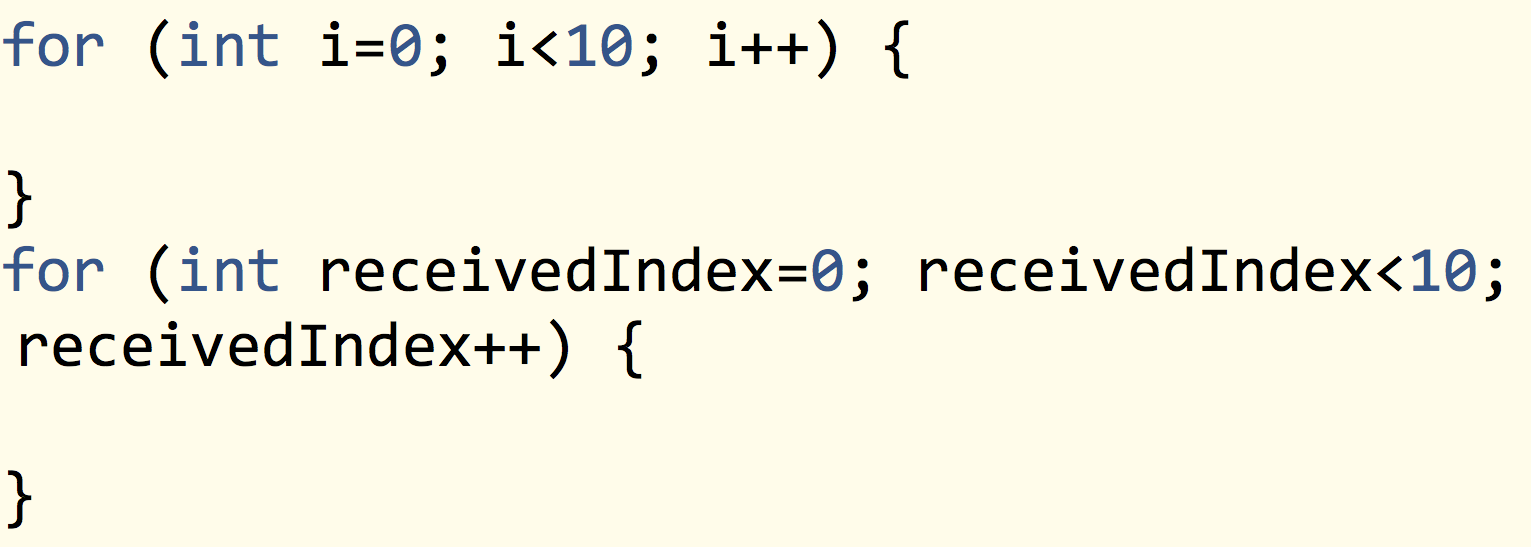 for (int i=0; i<10; i++) {
}
for (int receivedIndex=0; receivedIndex<10;
receivedIndex++) {
}